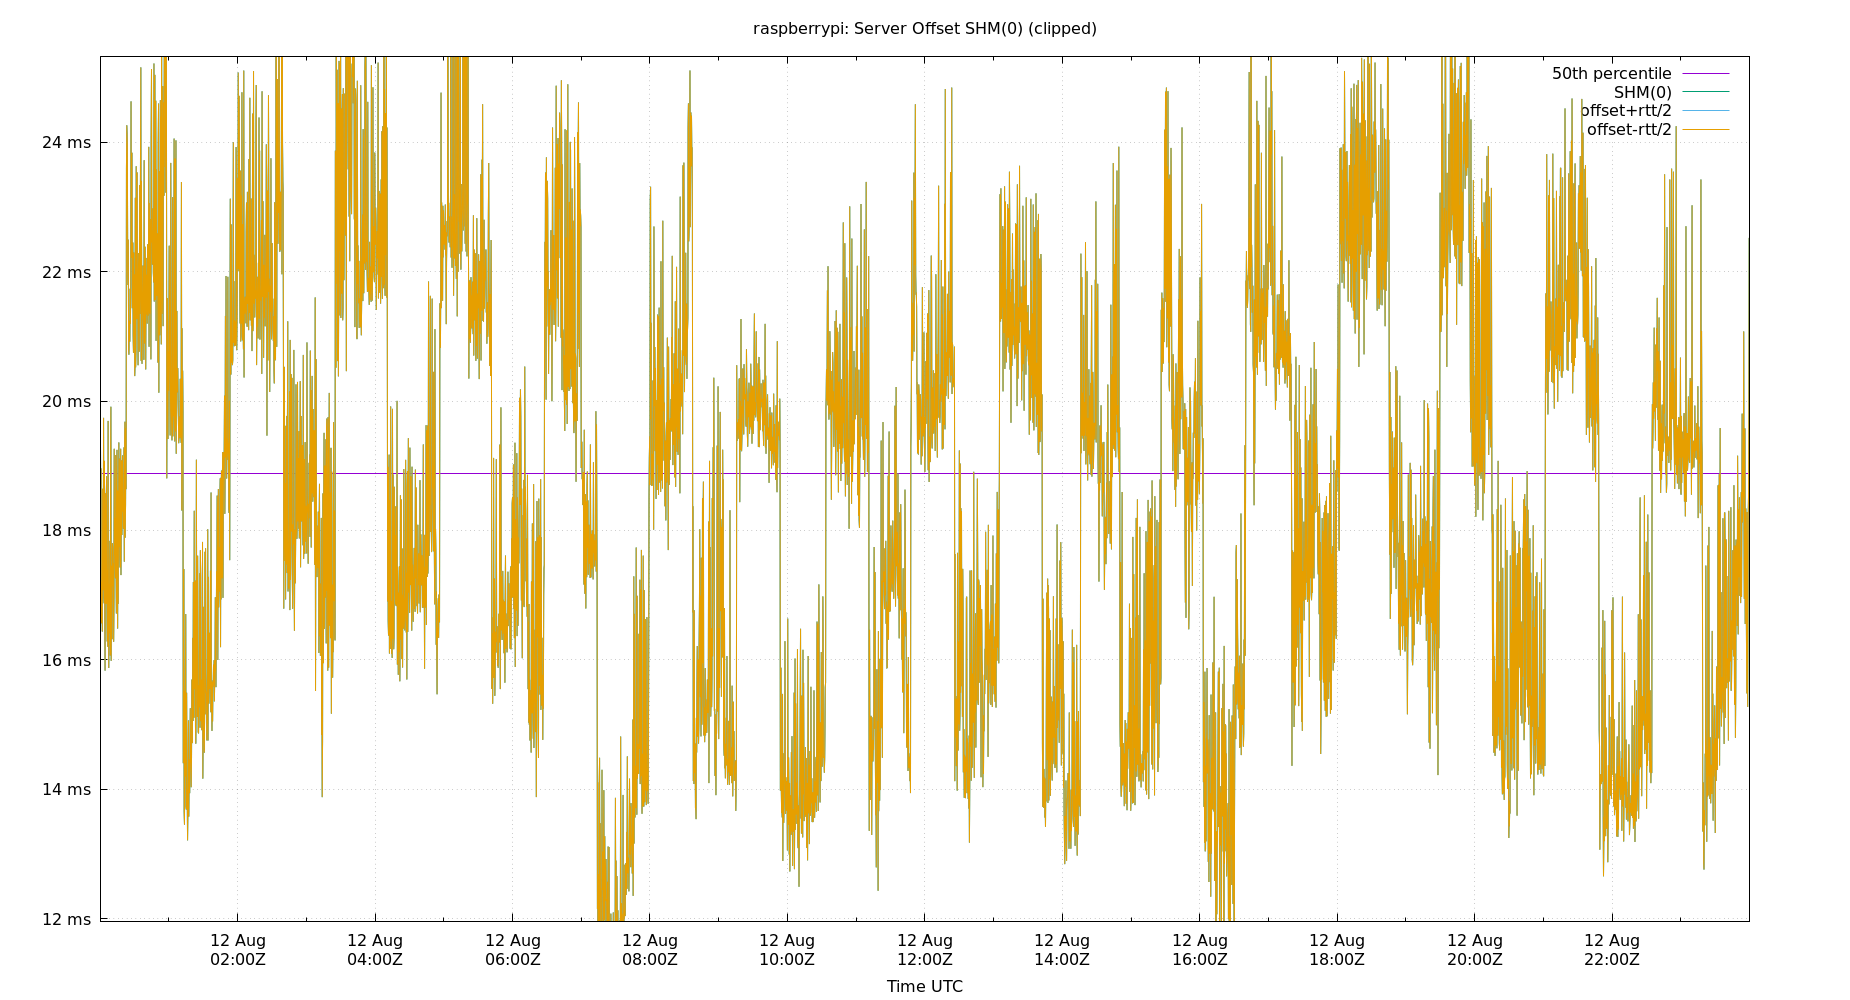 raspberrypi: Server Offset SHM(0) (clipped)
50th percentile
SHM(0)
offset+rtt/2
offset-rtt/2
24 ms
22 ms
20 ms
18 ms
16 ms
14 ms
12 ms
12 Aug 12 Aug 12 Aug 12 Aug 12 Aug 12 Aug 12 Aug 12 Aug 12 Aug 12 Aug 12 Aug
02:00Z 04:00Z 06:00Z 08:00Z 10:00Z 12:00Z 14:00Z 16:00Z 18:00Z 20:00Z 22:00Z
Time UTC